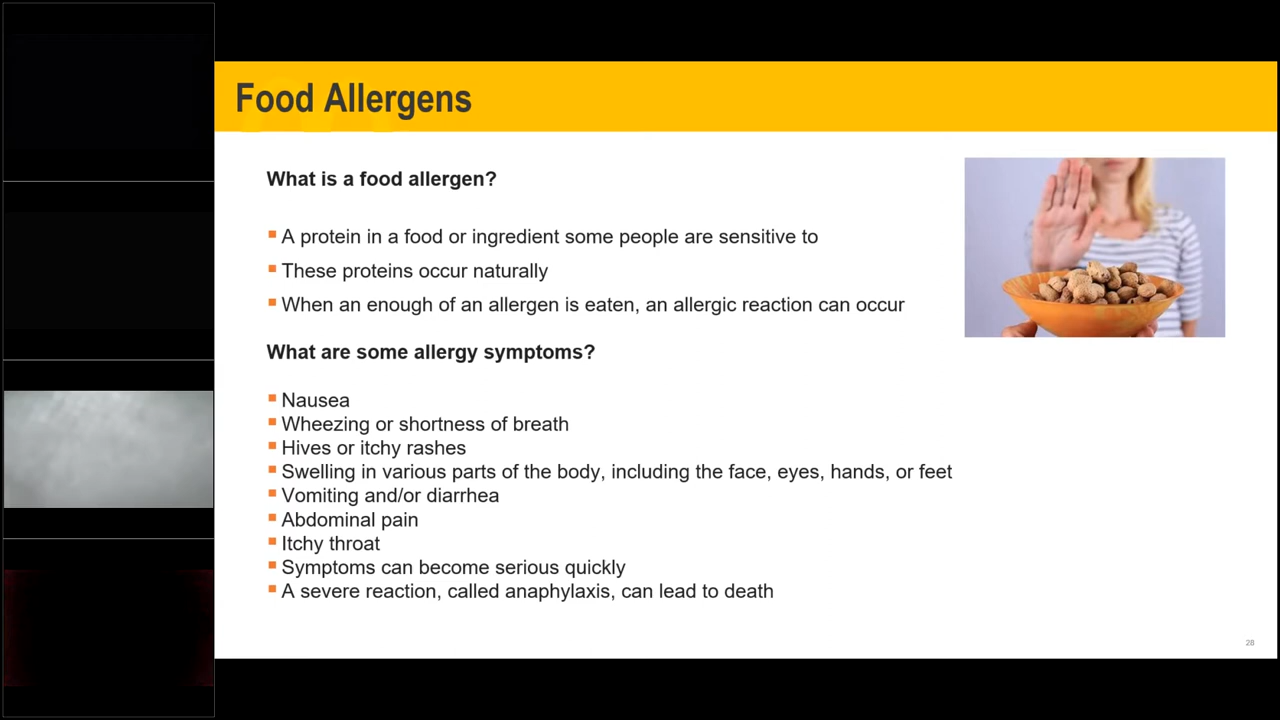 Food Allergens
What is a food allergen?
A protein in a food or ingredient some people are sensitive to
These proteins occur naturally
When an enough of an allergen is eaten, an allergic reaction can occur
What are some allergy symptoms?
Nausea
Wheezing or shortness of breath
Hives or itchy rashes
Swelling in various parts of the body, including the face, eyes, hands, or feet
Vomiting and/or diarrhea
Abdominal pain
Itchy throat
Symptoms can become serious quickly
A severe reaction, called anaphylaxis, can lead to death
28